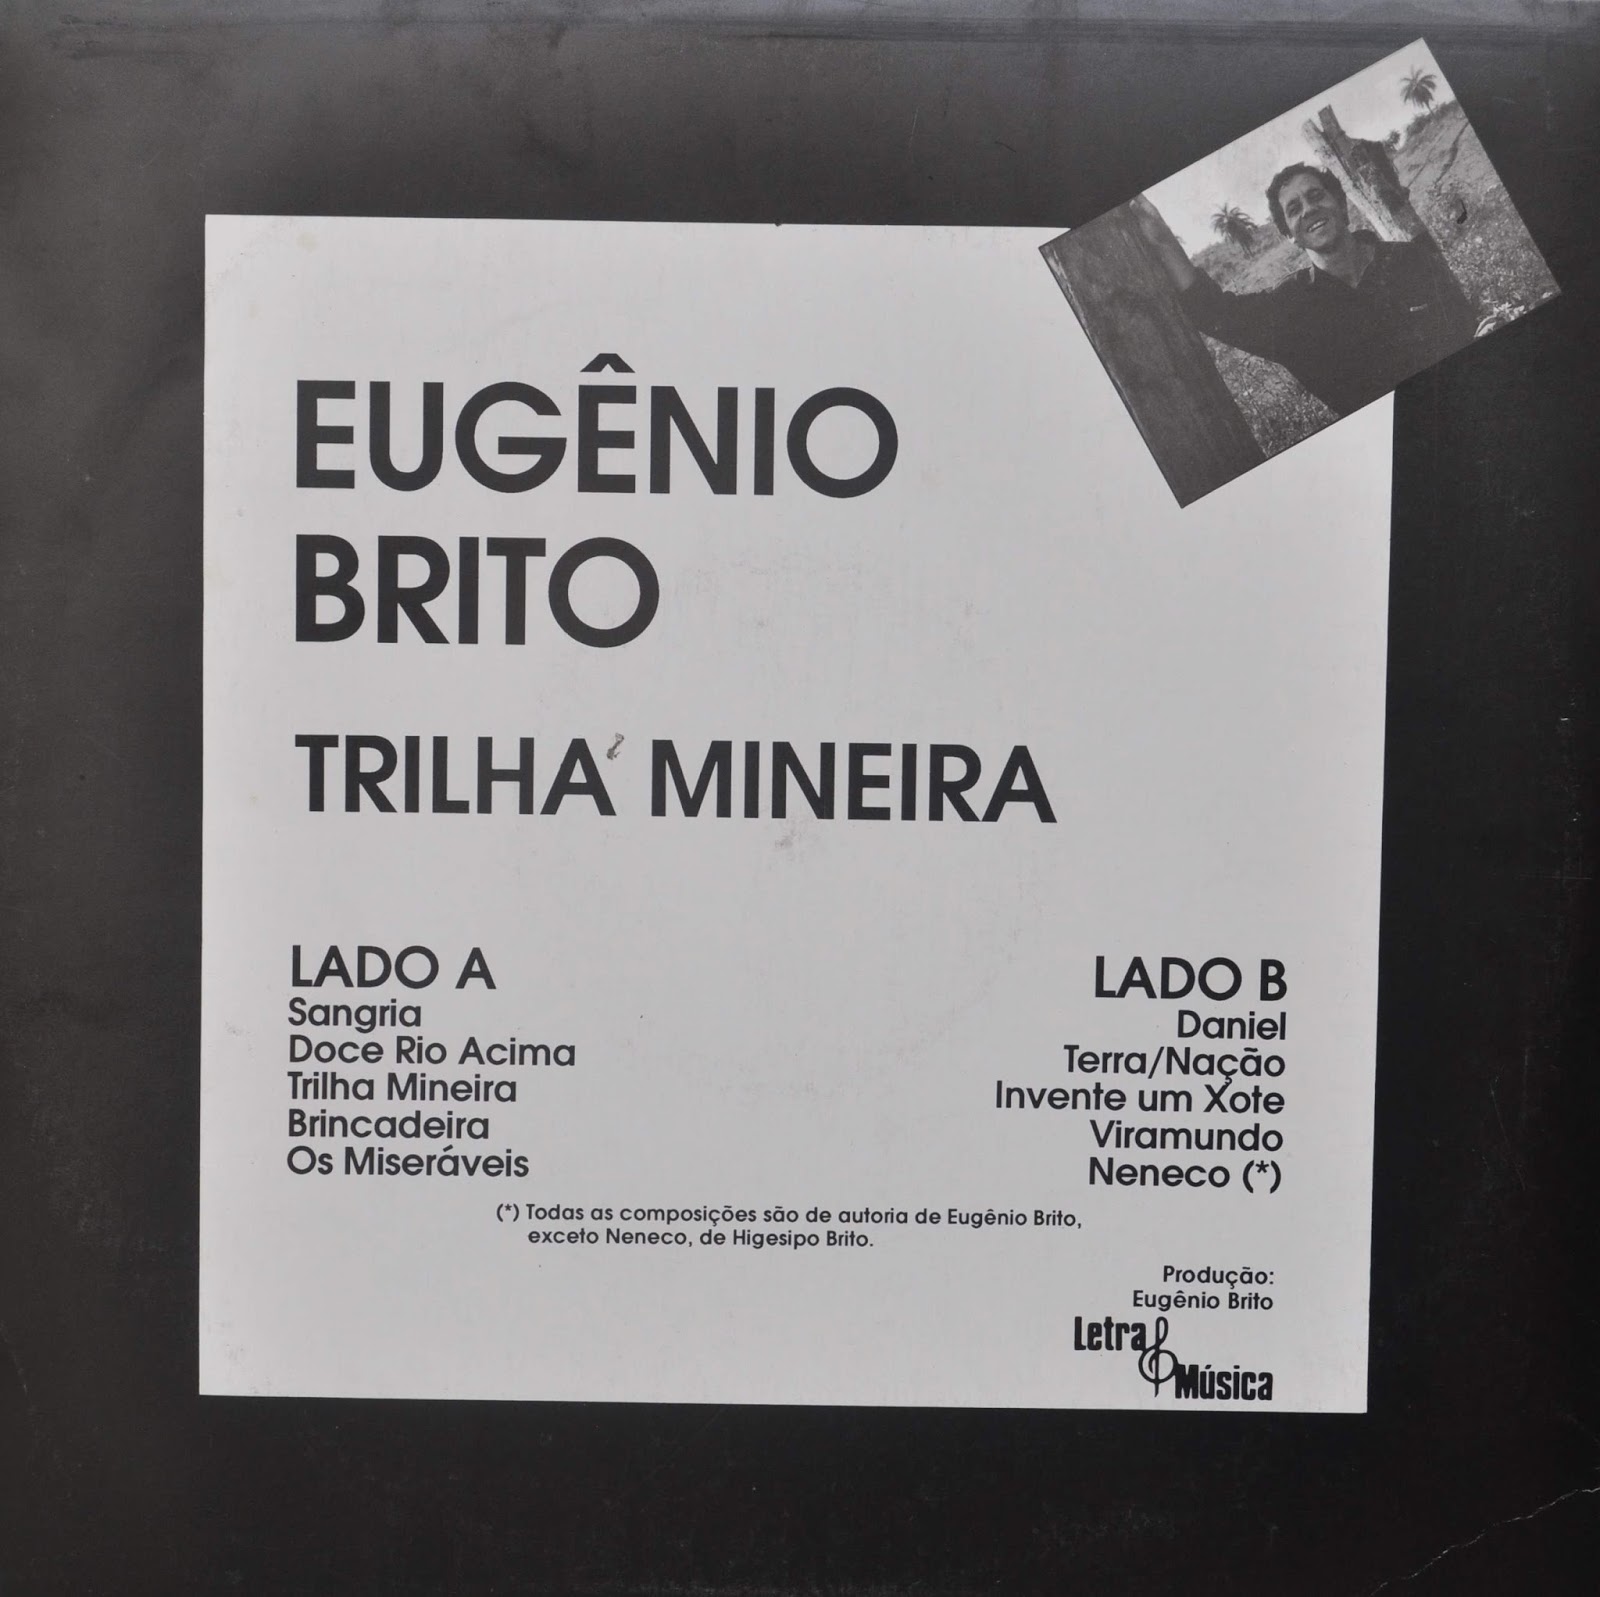 EUGÊNIO
BRITO
TRILHA MINEIRA
LADO A
Sangria
Doce Rio Acima
Trilha Mineira
Brincadeira
Os Miseráveis
LADO B
Daniel
Terra/Nação
Invente um Xote
Viramundo
Neneco (*)
(*) Todas as composições são de autoria de Eugênio Brito,
exceto Neneco, de Higesipo Brito.
Produção:
Eugênio Brito
Letra
Música